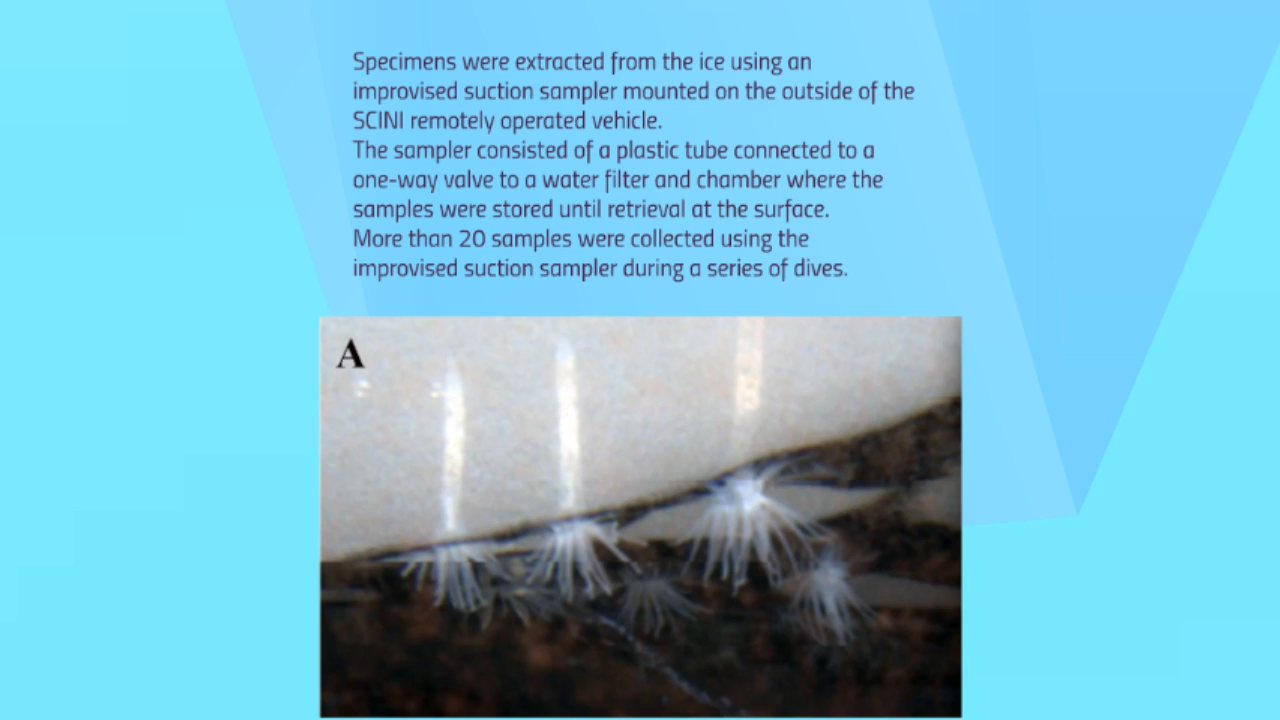 Specimens were extracted from the ice using an
improvised suction sampler mounted on the outside of the
SCINI remotely operated vehicle.
The sampler consisted of a plastic tube connected to a
one-way valve to a water filter and chamber where the
samples were stored until retrieval at the surface.
More than 20 samples were collected using the
improvised suction sampler during a series of dives.
A